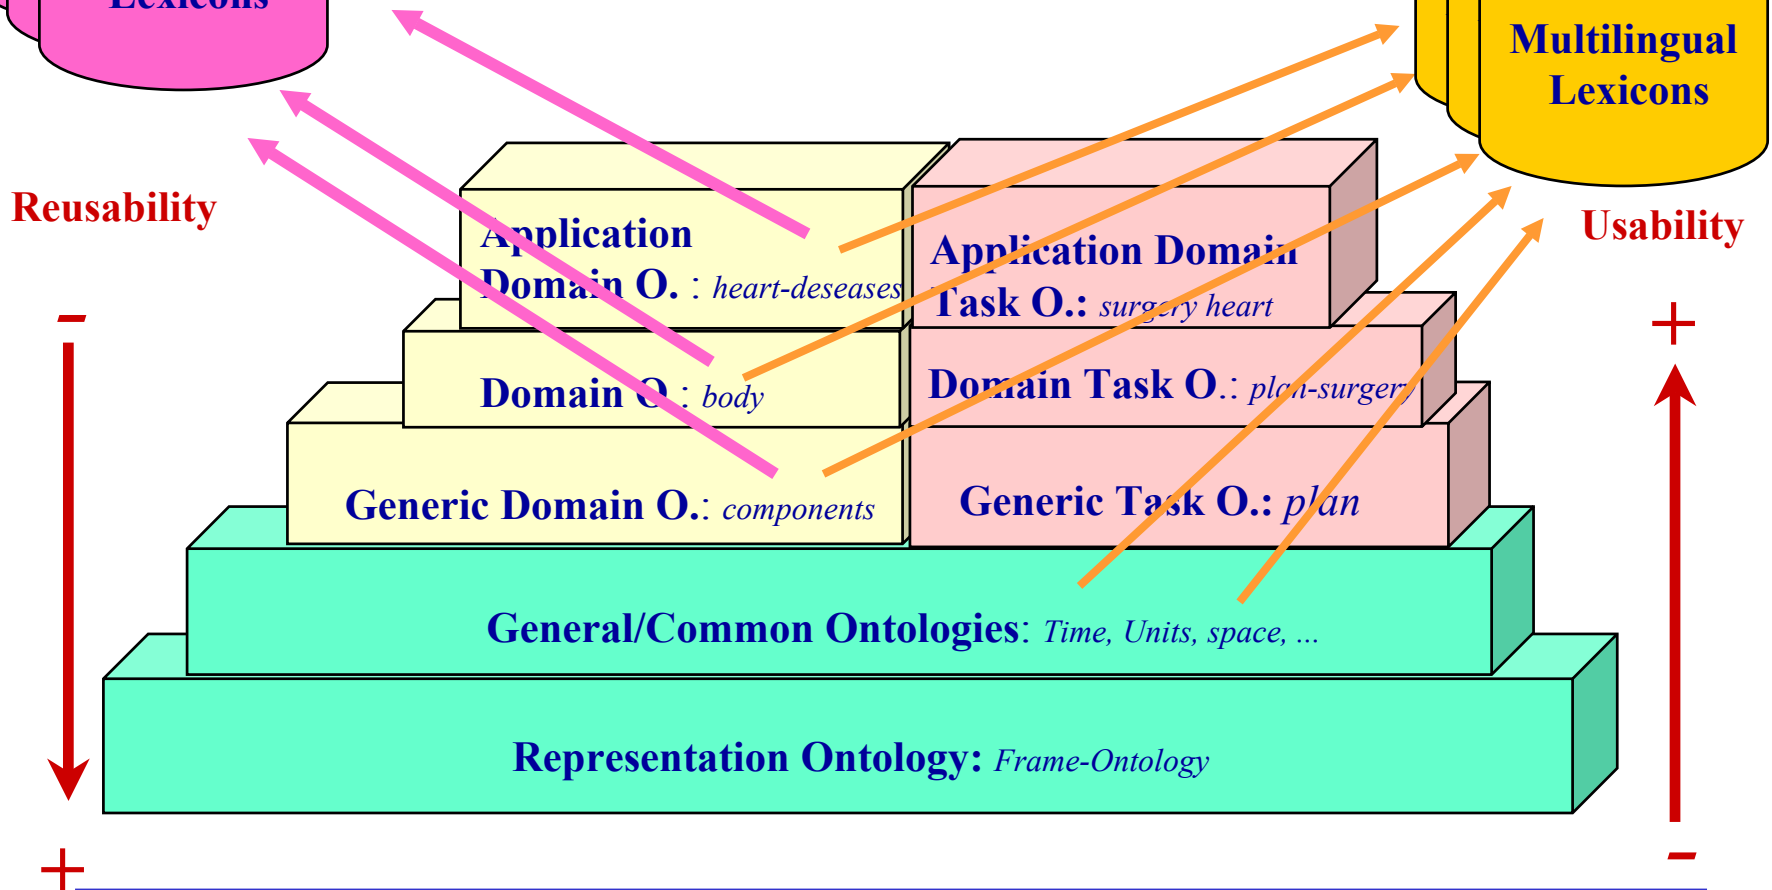 Lexicons
Multilingual
Lexicons
Reusability
Usability
Application
Domain O. : heart-deseases
Application Domain
Task O.: surgery heart
-
+
Domain O.: body
Domain Task O.: plan-surgery
Generic Domain O.: components
Generic Task O.: plan
General/Common Ontologies: Time, Units, space, ...
Representation Ontology: Frame-Ontology
+
-